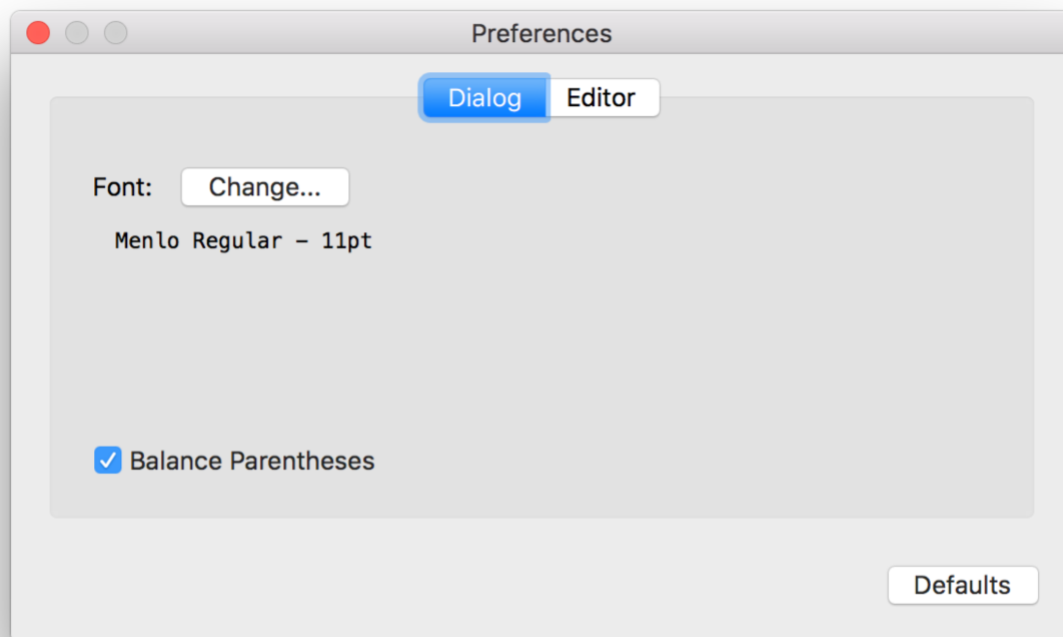 Preferences
Dialog Editor
Font: Change...
Menlo Regular – 11pt
Balance Parentheses
Defaults